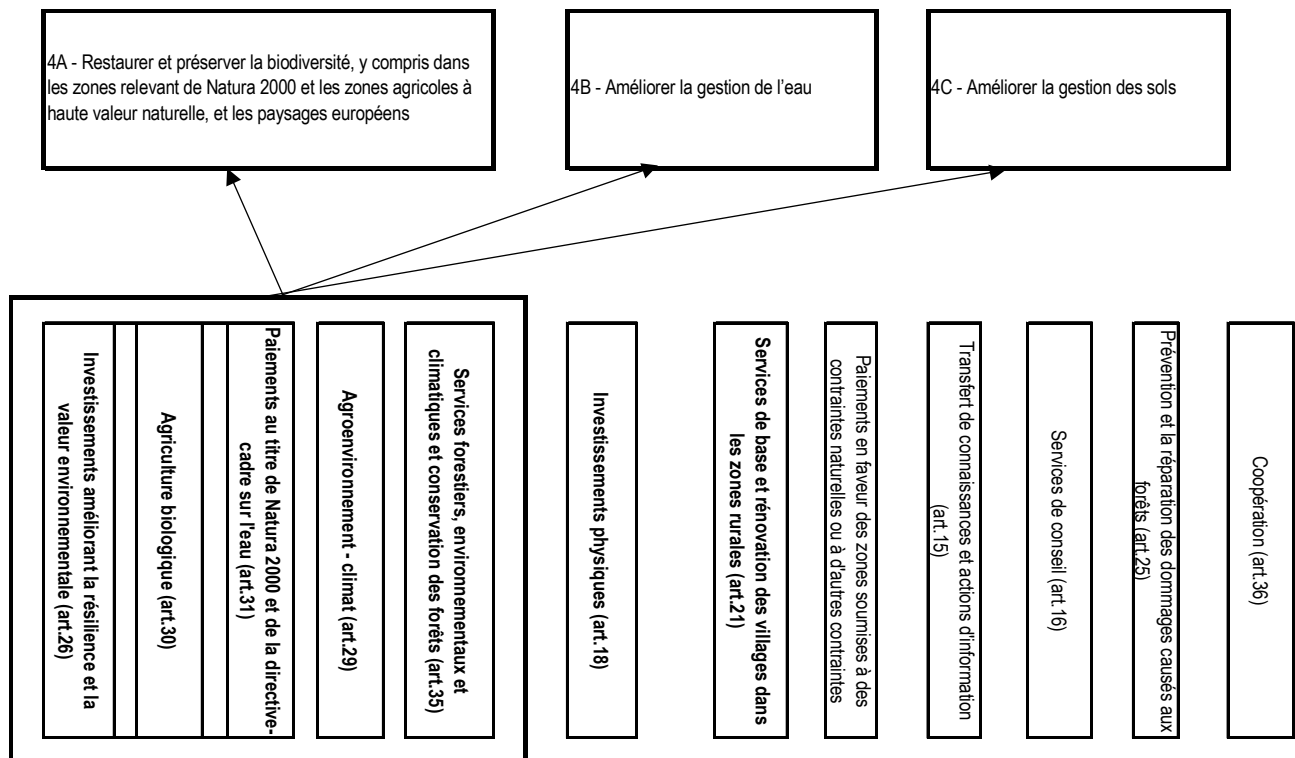 4A - Restaurer et préserver la biodiversité, y compris dans
les zones relevant de Natura 2000 et les zones agricoles à
haute valeur naturelle, et les paysages européens
4B - Améliorer la gestion de l'eau
4C - Améliorer la gestion des sols
Investissements améliorant la résilience et la
valeur environnementale (art.26)
Agriculture biologique (art.30)
Paiements au titre de Natura 2000 et de la directive-
cadre sur l'eau (art.31)
Agroenvironnement - climat (art.29)
Services forestiers, environnementaux et
climatiques et conservation des forêts (art.35)
Investissements physiques (art.18)
Services de base et rénovation des villages dans
les zones rurales (art.21)
Paiements en faveur des zones soumises à des
contraintes naturelles ou à d'autres contraintes
Transfert de connaissances et actions d'information
(art.15)
Services de conseil (art.16)
Prévention et la réparation des dommages causés aux
forêts (art.25)
Coopération (art.36)